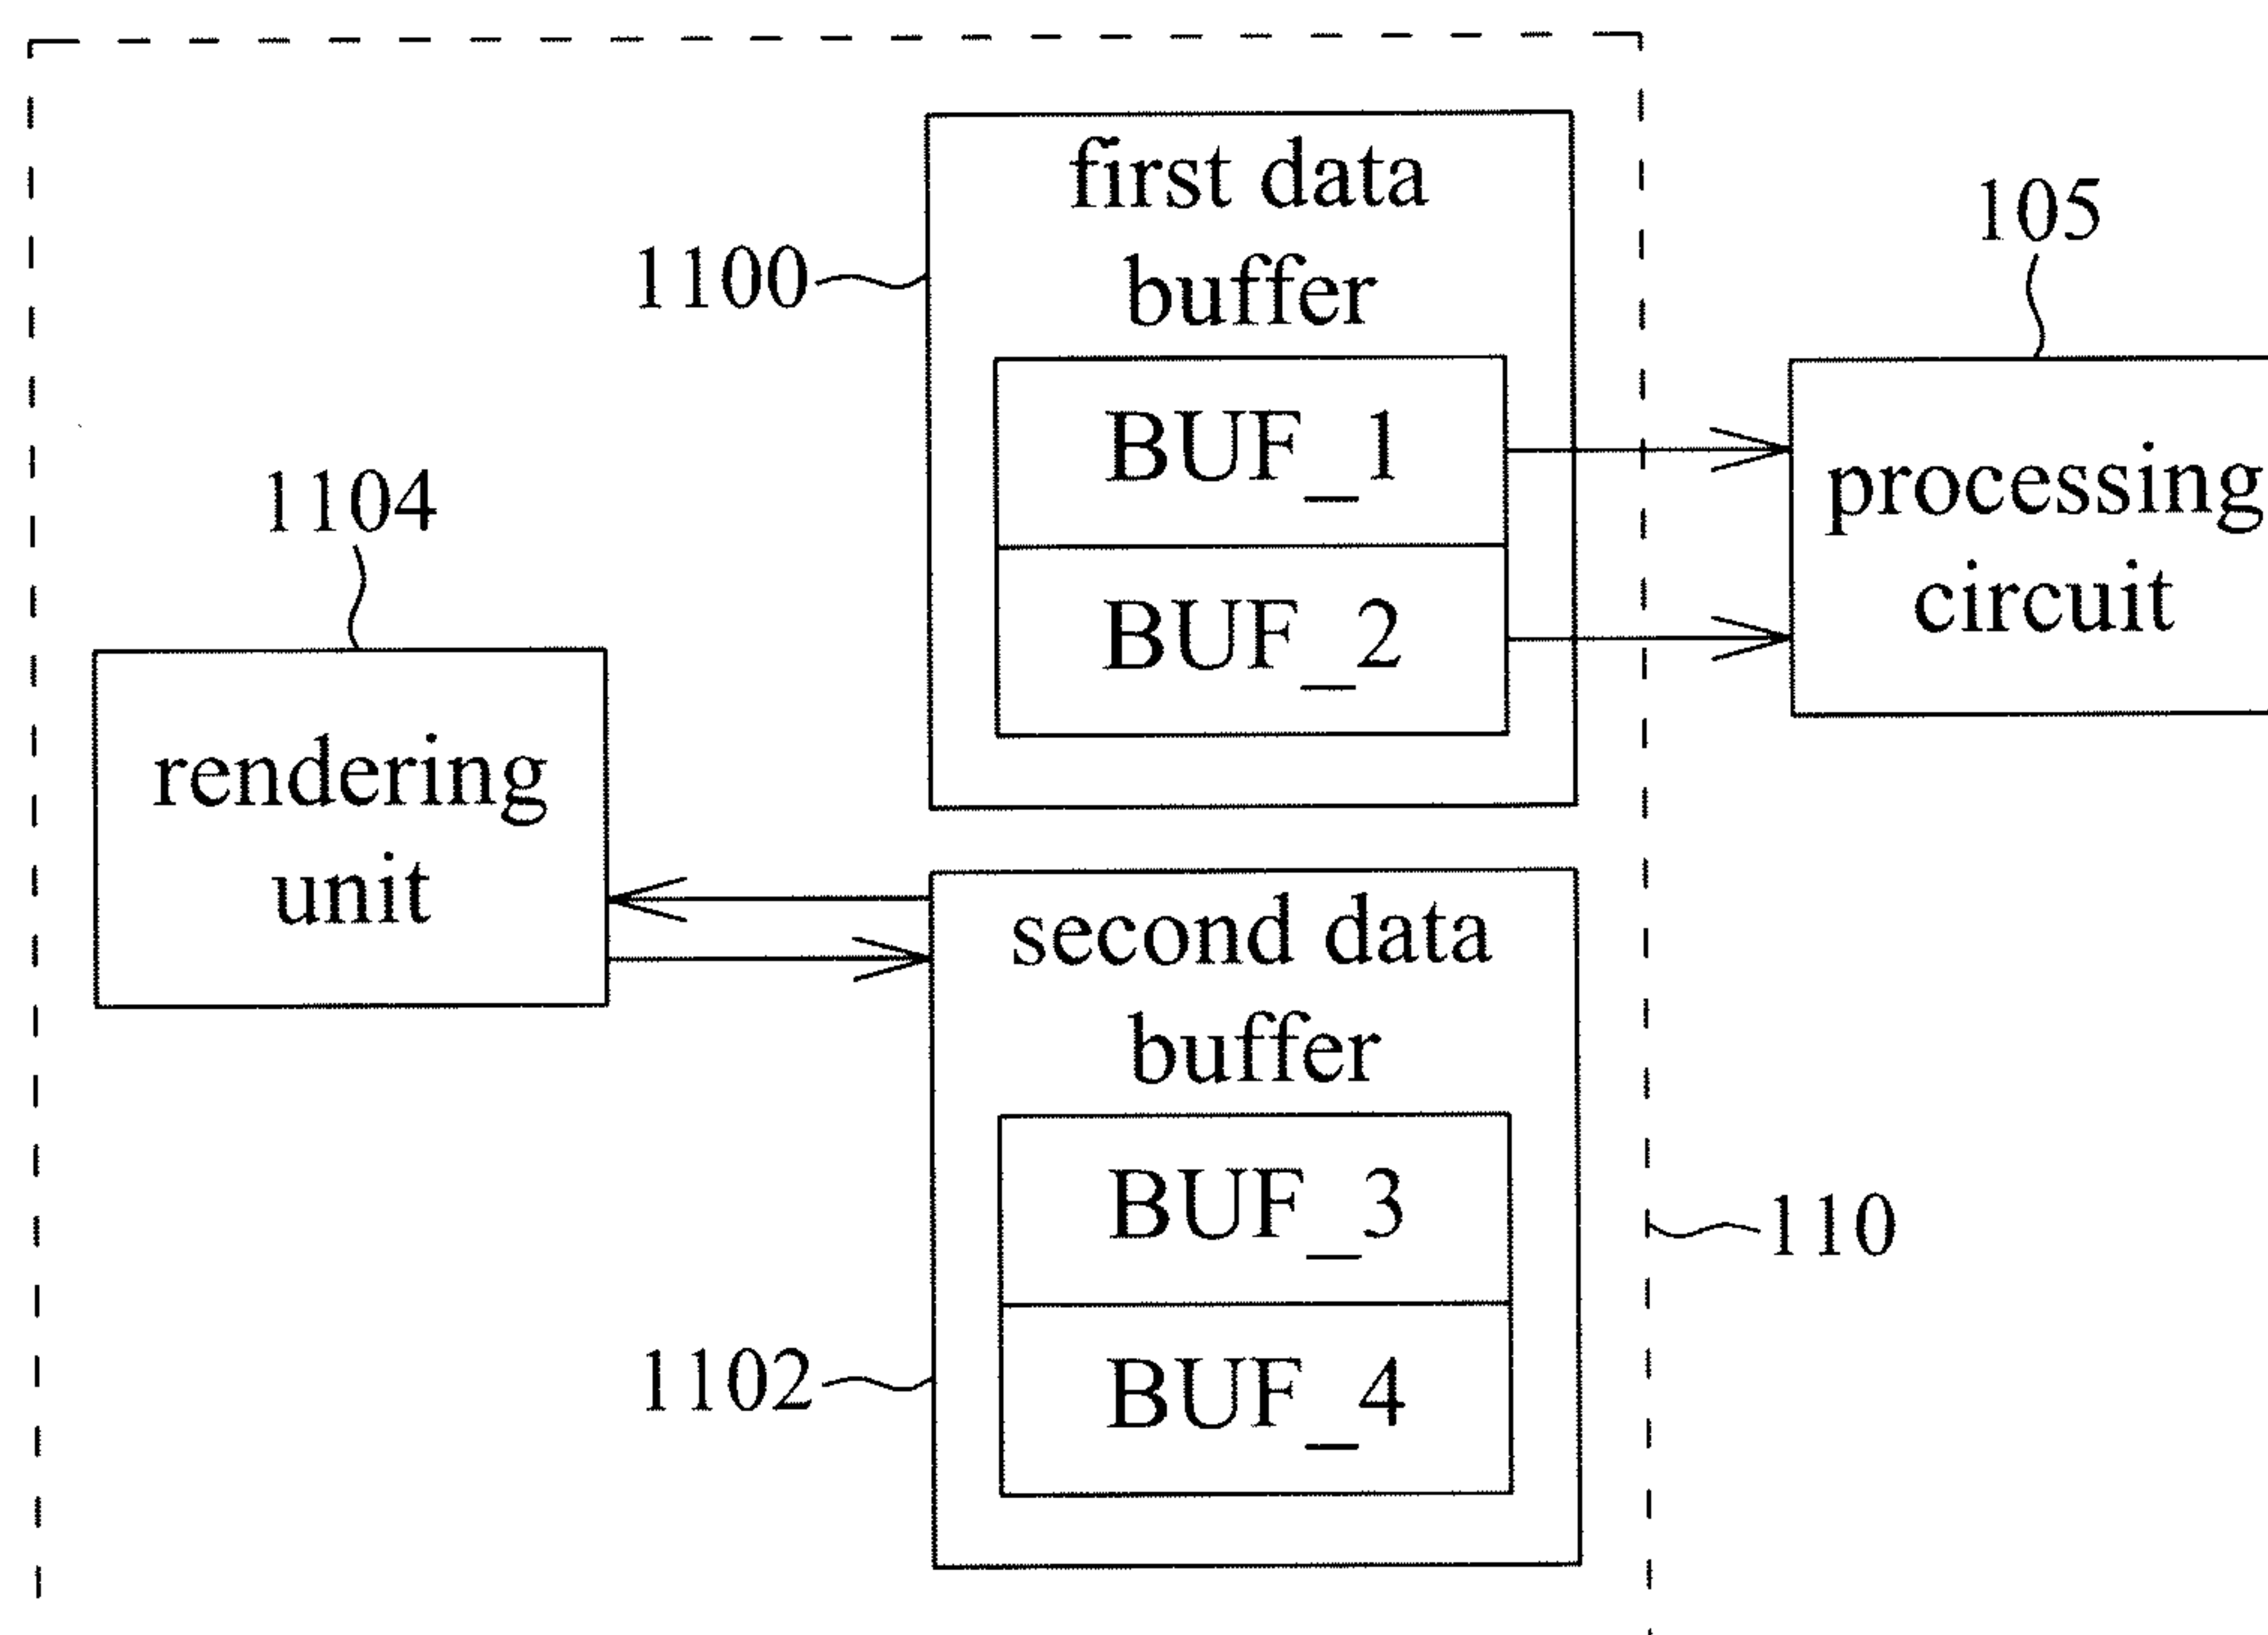 first data
buffer
1100
105
BUF_1
BUF_2
processing
circuit
1104
rendering
unit
second data
buffer
BUF_3
BUF_4
110
1102